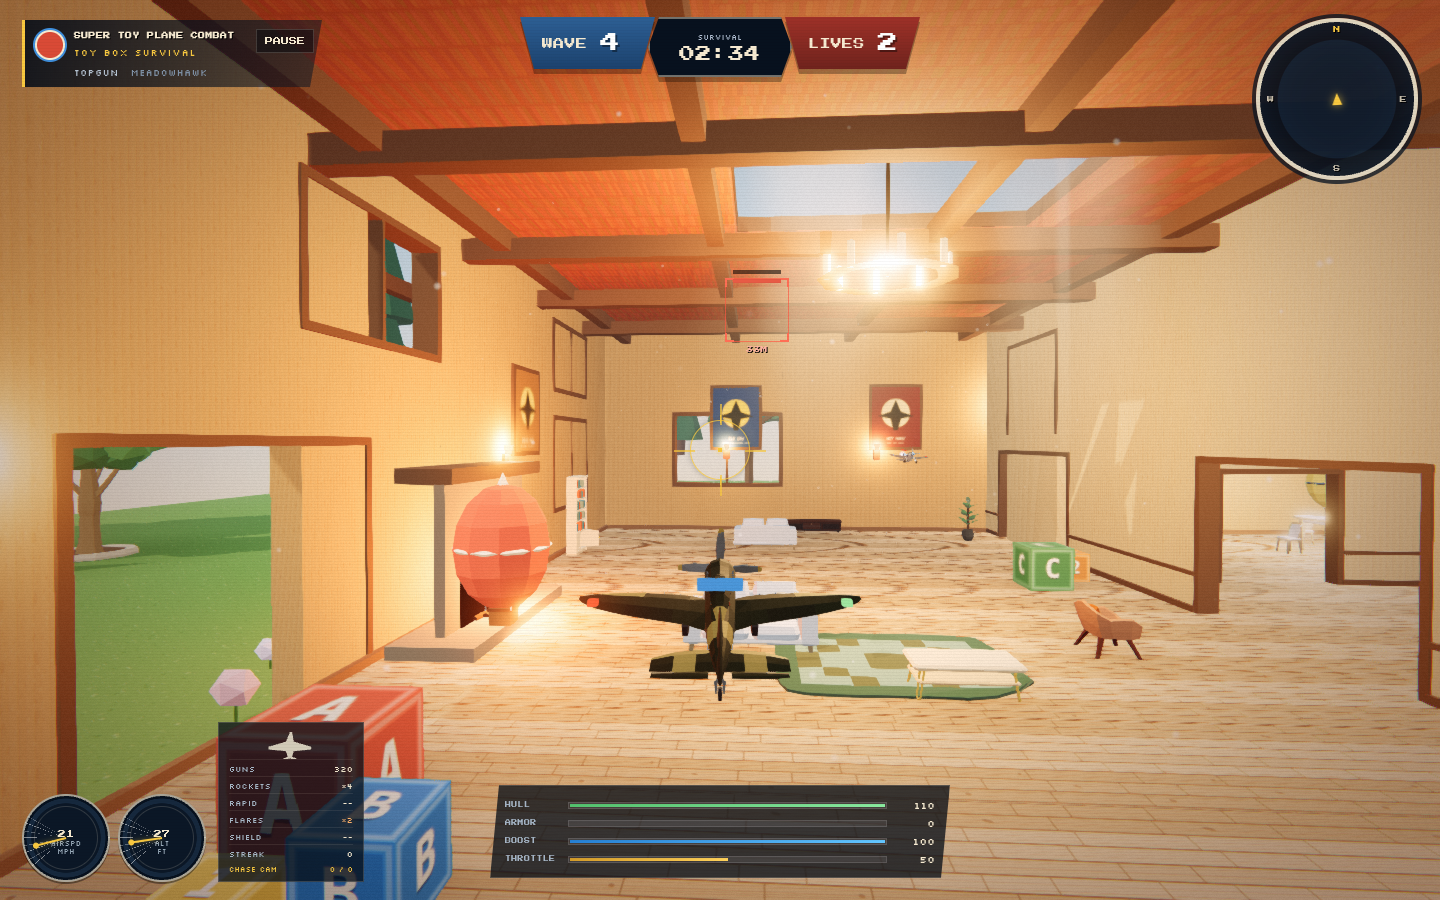 SUPER TOY PLANE COMBAT
TOY BOX SURVIVAL
TOPGUN MEADOWHAWK
PAUSE
WAVE 4
SURVIVAL
02:34
LIVES 2
N
W
E
S
33M
C
C
2
A
A
A
B
B
B
GUNS 320
ROCKETS ×4
RAPID --
FLARES ×2
SHIELD --
STREAK 0
CHASE CAM 0 / 0
21
AIRSPD
MPH
27
ALT
FT
HULL 110
ARMOR 0
BOOST 100
THROTTLE 50